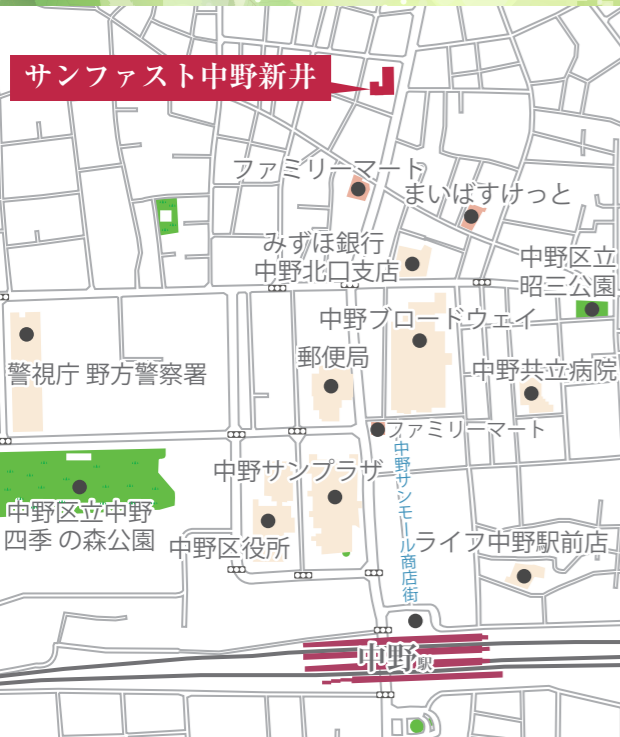 サンファスト中野新井
ファミリーマート
まいばすけっと
みずほ銀行
中野北口支店
中野区立
昭三公園
中野ブロードウェイ
郵便局
警視庁 野方警察署
中野共立病院
ファミリーマート
中野サンモール商店街
中野サンプラザ
中野区立中野
四季の森公園
中野区役所
ライフ中野駅前店
中野駅